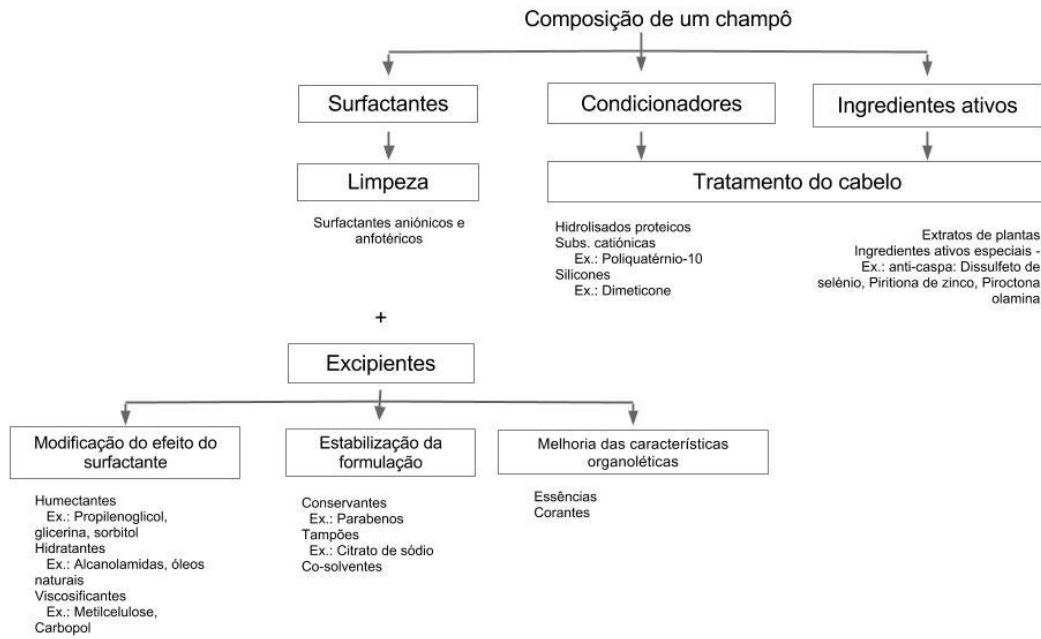 Composição de um champô
Surfactantes
Condicionadores
Ingredientes ativos
Limpeza
Tratamento do cabelo
Surfactantes aniónicos e
anfotéricos
Hidrolisados proteicos
Subs. catiónicas
Ex.: Poliquatérnio-10
Silicones
Ex.: Dimeticone
Extratos de plantas
Ingredientes ativos especiais -
Ex.: anti-caspa: Dissulfeto de
selénio, Piritiona de zinco, Piroctona
olamina
+
Excipientes
Modificação do efeito do
surfactante
Estabilização da
formulação
Melhoria das características
organoléticas
Humectantes
Ex.: Propilenoglicol,
glicerina, sorbitol
Hidratantes
Ex.: Alcanolamidas, óleos
naturais
Viscosificantes
Ex.: Metilcelulose,
Carbopol
Conservantes
Ex.: Parabenos
Tampões
Ex.: Citrato de sódio
Co-solventes
Essências
Corantes